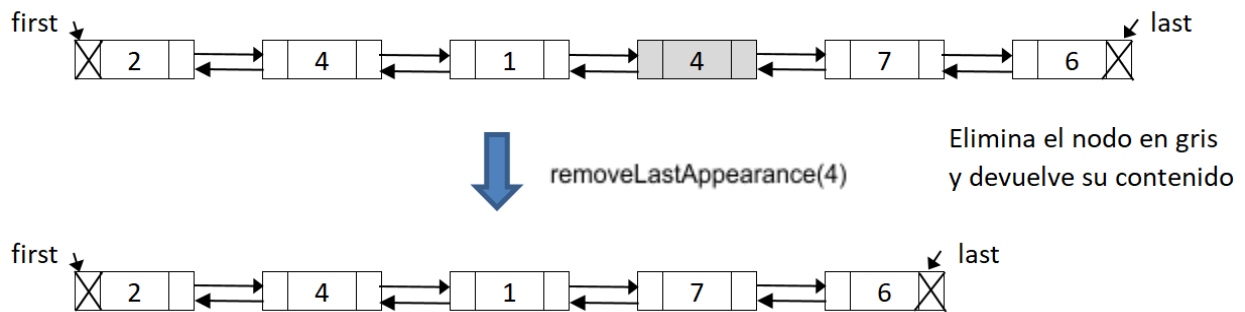 first
last
2 4 1 4 7 6
Elimina el nodo en gris
y devuelve su contenido
removeLastAppearance(4)
first
last
2 4 1 7 6